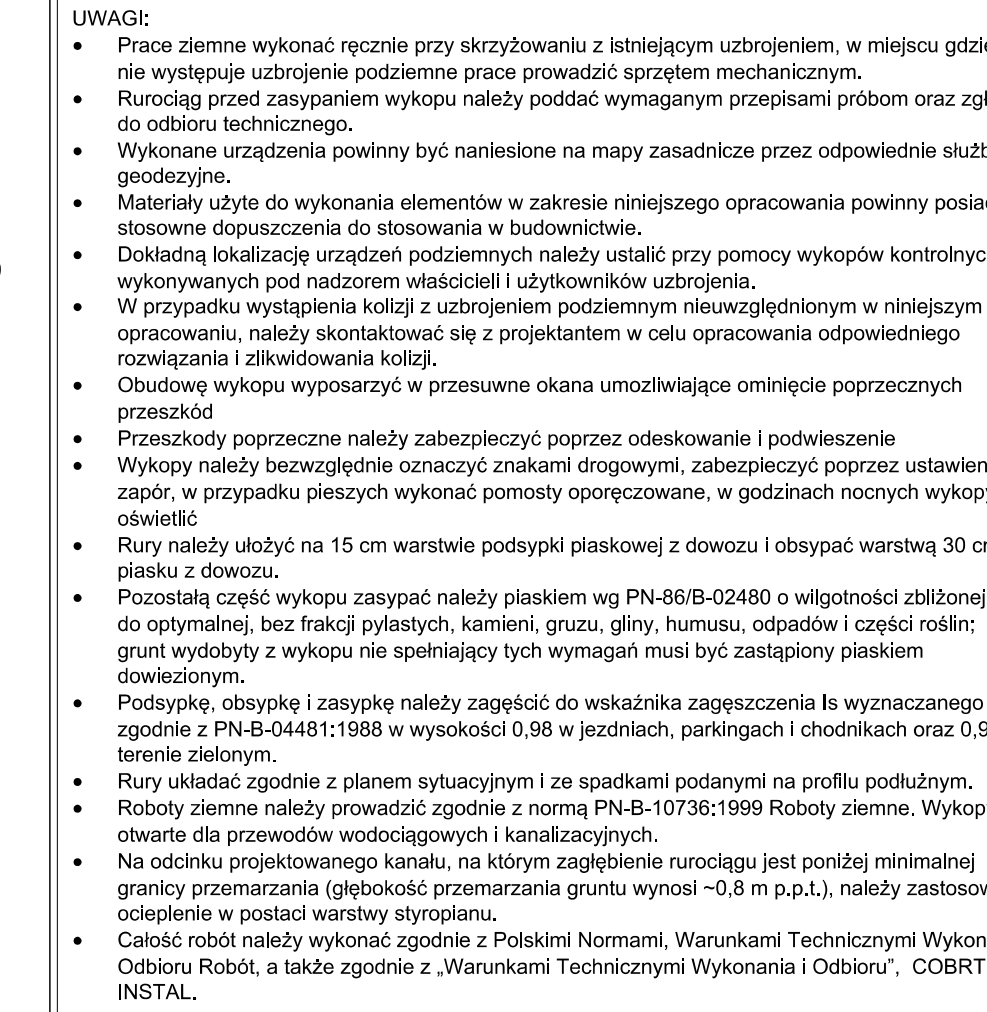 UWAGI:
• Prace ziemne wykonać ręcznie przy skrzyżowaniu z istniejącym uzbrojeniem, w miejscu gdzie
nie występuje uzbrojenie podziemne prace prowadzić sprzętem mechanicznym.
• Rurociąg przed zasypaniem wykopu należy poddać wymaganym przepisami próbom oraz
do odbioru technicznego.
• Wykonane urządzenia powinny być naniesione na mapy zasadnicze przez odpowiednie
geodezyjne.
• Materiały użyte do wykonania elementów w zakresie niniejszego opracowania powinny
stosowne dopuszczenia do stosowania w budownictwie.
• Dokładną lokalizację urządzeń podziemnych należy ustalić przy pomocy wykopów
wykonywanych pod nadzorem właścicieli i użytkowników uzbrojenia.
• W przypadku wystąpienia kolizji z uzbrojeniem podziemnym nieuwzględnionym w niniejszym
opracowaniu, należy skontaktować się z projektantem w celu opracowania odpowiedniego
rozwiązania i zlikwidowania kolizji.
• Obudowę wykopu wyposarzyć w przesuwne okana umozliwiające ominięcie poprzecznych
przeszkód
• Przeszkody poprzeczne należy zabezpieczyć poprzez odeskowanie i podwieszenie
• Wykopy należy bezwzględnie oznaczyć znakami drogowymi, zabezpieczyć poprzez
zapór, w przypadku pieszych wykonać pomosty oporęczowane, w godzinach nocnych wykopy
oświetlić
• Rury należy ułożyć na 15 cm warstwie podsypki piaskowej z dowozu i obsypać warstwą 30
piasku z dowozu.
• Pozostałą część wykopu zasypać należy piaskiem wg PN-86/B-02480 o wilgotności zbliżonej
do optymalnej, bez frakcji pylastych, kamieni, gruzu, gliny, humusu, odpadów i części roślin;
grunt wydobyty z wykopu nie spełniający tych wymagań musi być zastąpiony piaskiem
dowiezionym.
• Podsypkę, obsypkę i zasypkę należy zagęścić do wskaźnika zagęszczenia Is wyznaczanego
zgodnie z PN-B-04481:1988 w wysokości 0,98 w jezdniach, parkingach i chodnikach oraz
terenie zielonym.
• Rury układać zgodnie z planem sytuacyjnym i ze spadkami podanymi na profilu podłużnym.
• Roboty ziemne należy prowadzić zgodnie z normą PN-B-10736:1999 Roboty ziemne.
otwarte dla przewodów wodociągowych i kanalizacyjnych.
• Na odcinku projektowanego kanału, na którym zagłębienie rurociągu jest poniżej minimalnej
granicy przemarzania (głębokość przemarzania gruntu wynosi ~0,8 m p.p.t.), należy
ocieplenie w postaci warstwy styropianu.
• Całość robót należy wykonać zgodnie z Polskimi Normami, Warunkami Technicznymi
Odbioru Robót, a także zgodnie z „Warunkami Technicznymi Wykonania i Odbioru”, COBRT
INSTAL.